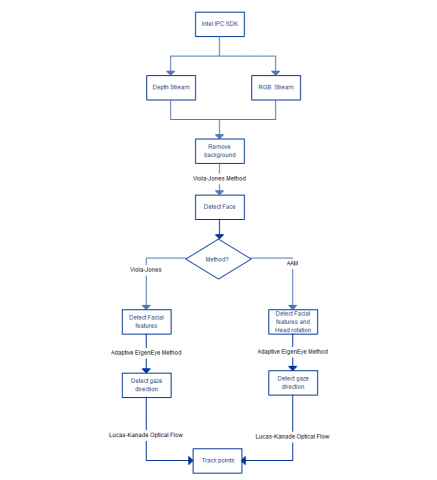 Intel IPC SDK
Depth Stream
RGB Stream
Remove
background
Viola-Jones Method
Detect Face
Method?
Viola-Jones
AAM
Detect Facial
features
Detect Facial
features and
Head rotation
Adaptive EigenEye Method
Adaptive EigenEye Method
Detect gaze
direction
Detect gaze
direction
Lucas-Kanade Optical Flow
Lucas-Kanade Optical Flow
Track points